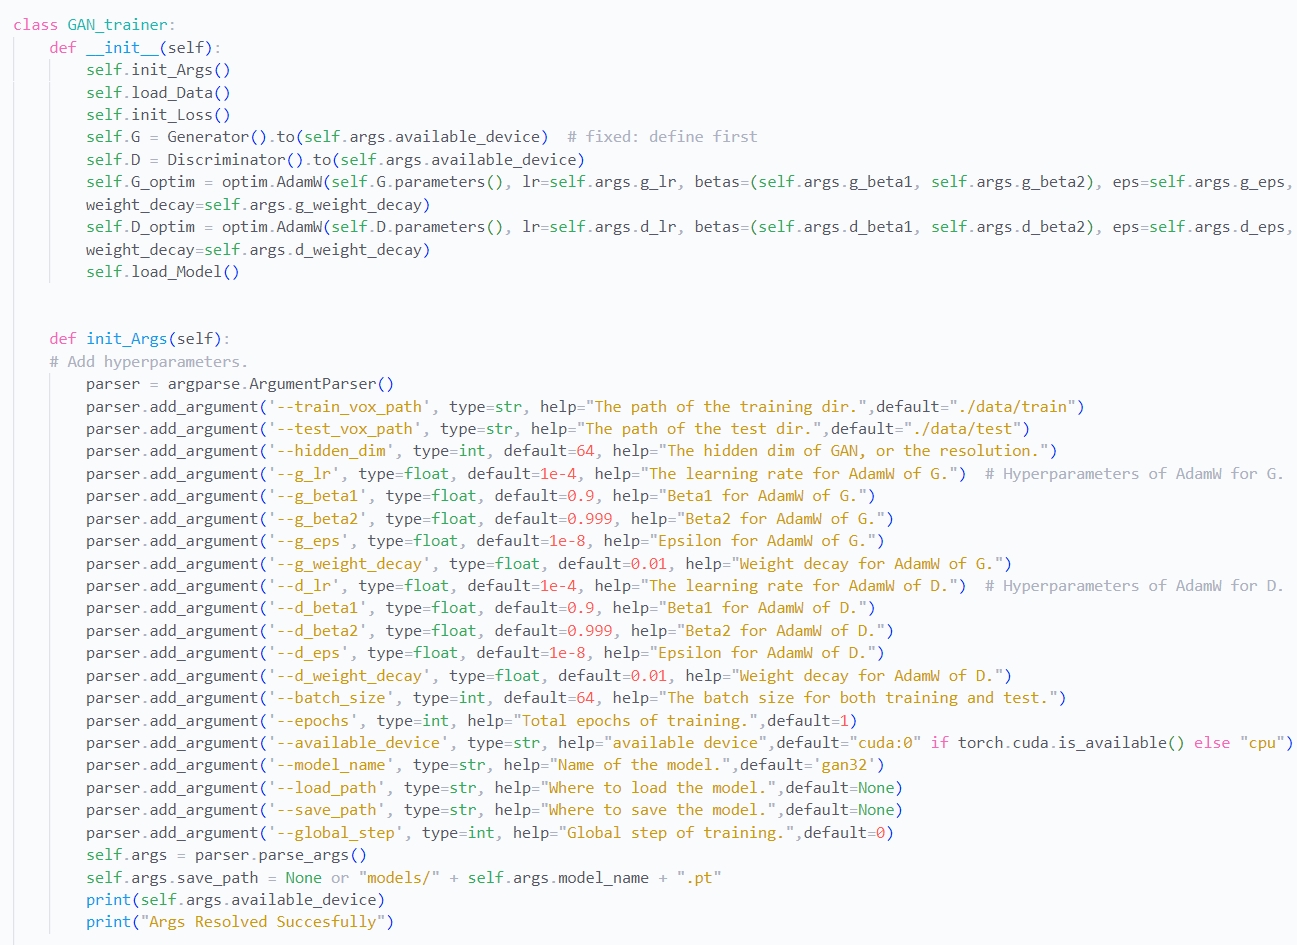 class GAN_trainer:
    def __init__(self):
        self.init_Args()
        self.load_Data()
        self.init_Loss()
        self.G = Generator().to(self.args.available_device)  # fixed: define first
        self.D = Discriminator().to(self.args.available_device)
        self.G_optim = optim.AdamW(self.G.parameters(), lr=self.args.g_lr, betas=(self.args.g_beta1, self.args.g_beta2), eps=self.args.g_eps,
        weight_decay=self.args.g_weight_decay)
        self.D_optim = optim.AdamW(self.D.parameters(), lr=self.args.d_lr, betas=(self.args.d_beta1, self.args.d_beta2), eps=self.args.d_eps,
        weight_decay=self.args.d_weight_decay)
        self.load_Model()
    def init_Args(self):
    # Add hyperparameters.
        parser = argparse.ArgumentParser()
        parser.add_argument('--train_vox_path', type=str, help="The path of the training dir.",default="./data/train")
        parser.add_argument('--test_vox_path', type=str, help="The path of the test dir.",default="./data/test")
        parser.add_argument('--hidden_dim', type=int, default=64, help="The hidden dim of GAN, or the resolution.")
        parser.add_argument('--g_lr', type=float, default=1e-4, help="The learning rate for AdamW of G.")  # Hyperparameters of AdamW for G.
        parser.add_argument('--g_beta1', type=float, default=0.9, help="Beta1 for AdamW of G.")
        parser.add_argument('--g_beta2', type=float, default=0.999, help="Beta2 for AdamW of G.")
        parser.add_argument('--g_eps', type=float, default=1e-8, help="Epsilon for AdamW of G.")
        parser.add_argument('--g_weight_decay', type=float, default=0.01, help="Weight decay for AdamW of G.")
        parser.add_argument('--d_lr', type=float, default=1e-4, help="The learning rate for AdamW of D.")  # Hyperparameters of AdamW for D.
        parser.add_argument('--d_beta1', type=float, default=0.9, help="Beta1 for AdamW of D.")
        parser.add_argument('--d_beta2', type=float, default=0.999, help="Beta2 for AdamW of D.")
        parser.add_argument('--d_eps', type=float, default=1e-8, help="Epsilon for AdamW of D.")
        parser.add_argument('--d_weight_decay', type=float, default=0.01, help="Weight decay for AdamW of D.")
        parser.add_argument('--batch_size', type=int, default=64, help="The batch size for both training and test.")
        parser.add_argument('--epochs', type=int, help="Total epochs of training.",default=1)
        parser.add_argument('--available_device', type=str, help="available device",default="cuda:0" if torch.cuda.is_available() else "cpu")
        parser.add_argument('--model_name', type=str, help="Name of the model.",default='gan32')
        parser.add_argument('--load_path', type=str, help="Where to load the model.",default=None)
        parser.add_argument('--save_path', type=str, help="Where to save the model.",default=None)
        parser.add_argument('--global_step', type=int, help="Global step of training.",default=0)
        self.args = parser.parse_args()
        self.args.save_path = None or "models/" + self.args.model_name + ".pt"
        print(self.args.available_device)
        print("Args Resolved Succesfully")